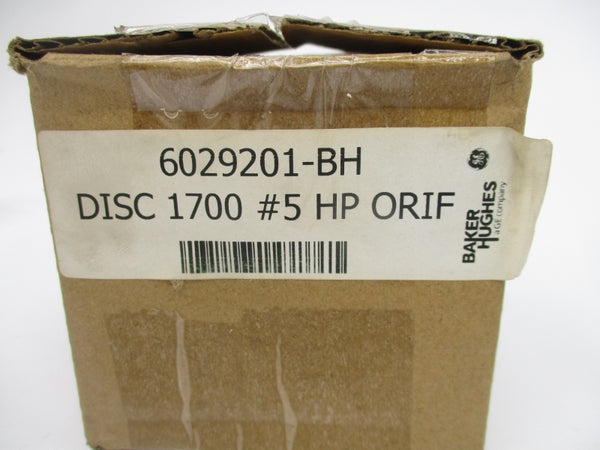 6029201-BH
DISC 1700 #5 HP ORIF
BAKER
HUGHES
a GE company